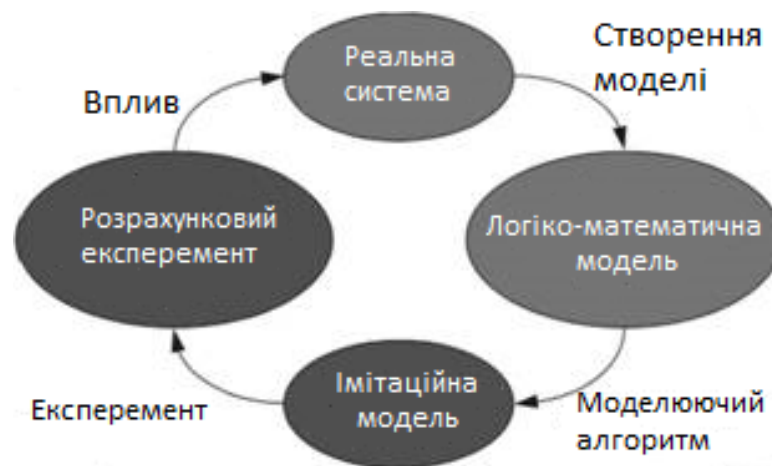 Реальна
система
Створення
моделі
Вплив
Розрахунковий
експеремент
Логіко-математична
модель
Імітаційна
модель
Експеремент
Моделюючий
алгоритм